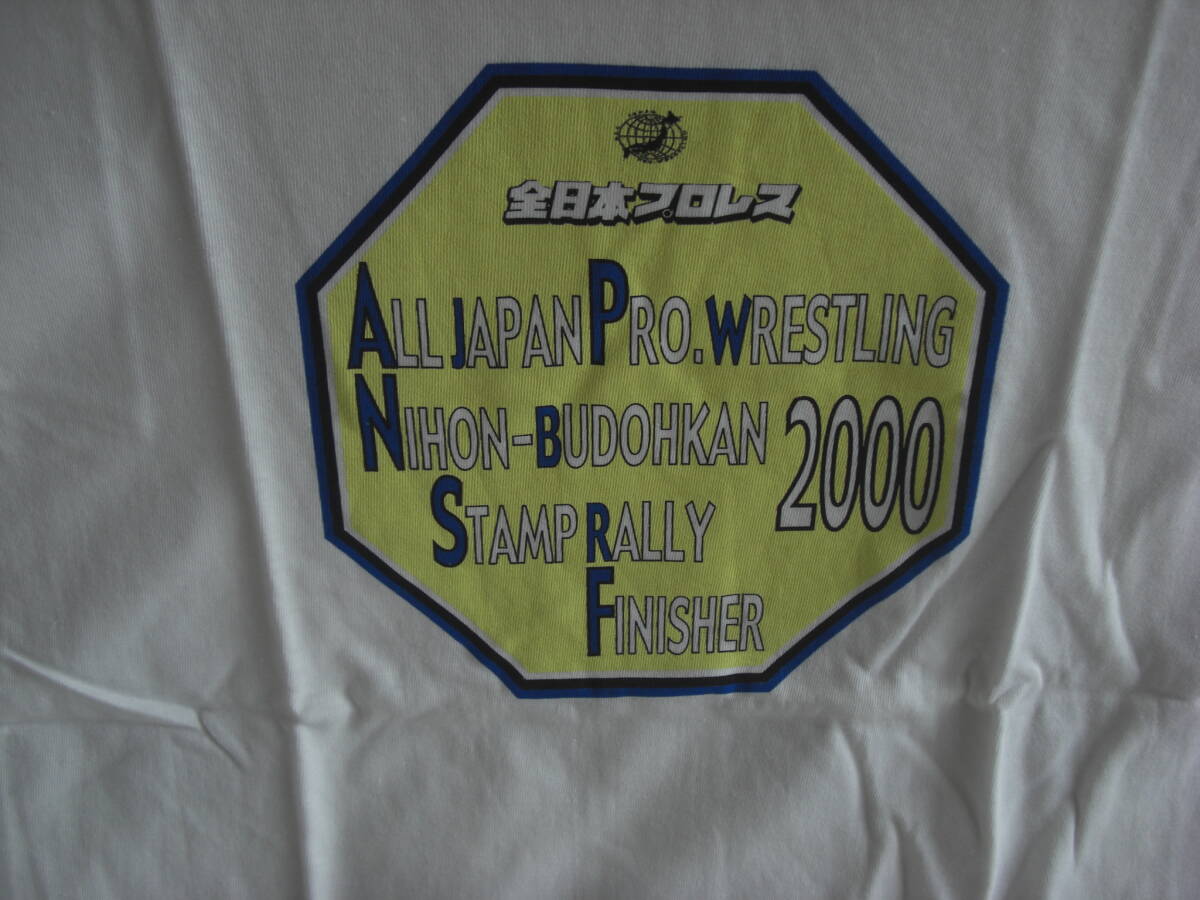 全日本プロレス
ALL JAPAN PRO. WRESTLING
NIHON-BUDOHKAN 2000
STAMP RALLY
FINISHER